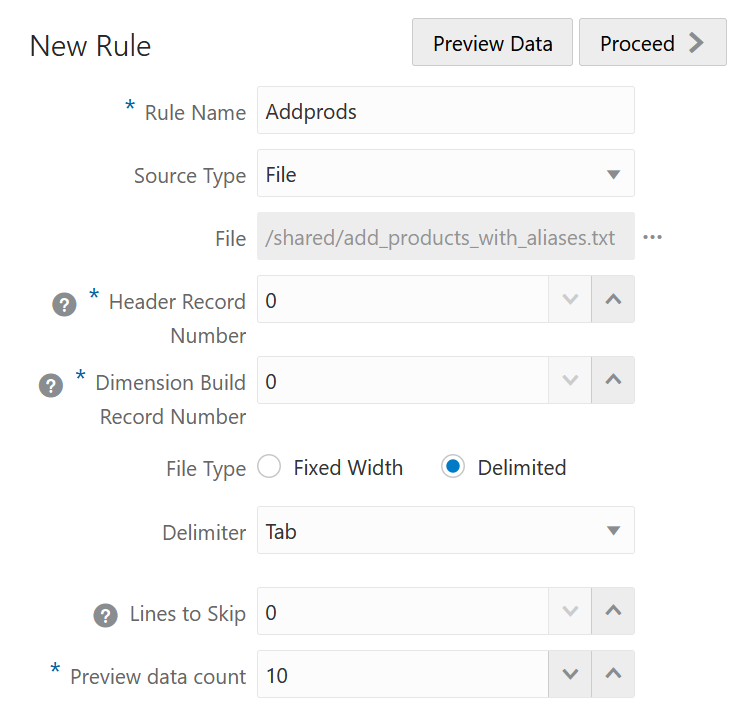 New Rule
Preview Data
Proceed
* Rule Name
Addprods
Source Type
File
File
/shared/add_products_with_aliases.txt
...
? * Header Record
Number
0
? * Dimension Build
Record Number
0
File Type
Fixed Width
Delimited
Delimiter
Tab
? Lines to Skip
0
* Preview data count
10